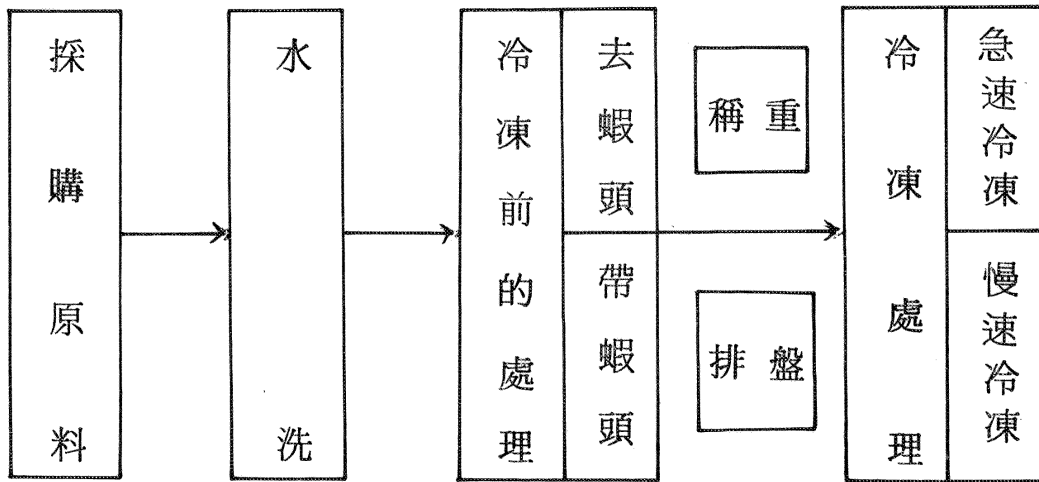 採購原料
水洗
冷凍前的處理
去蝦頭
帶蝦頭
稱重
排盤
冷凍處理
急速冷凍
慢速冷凍